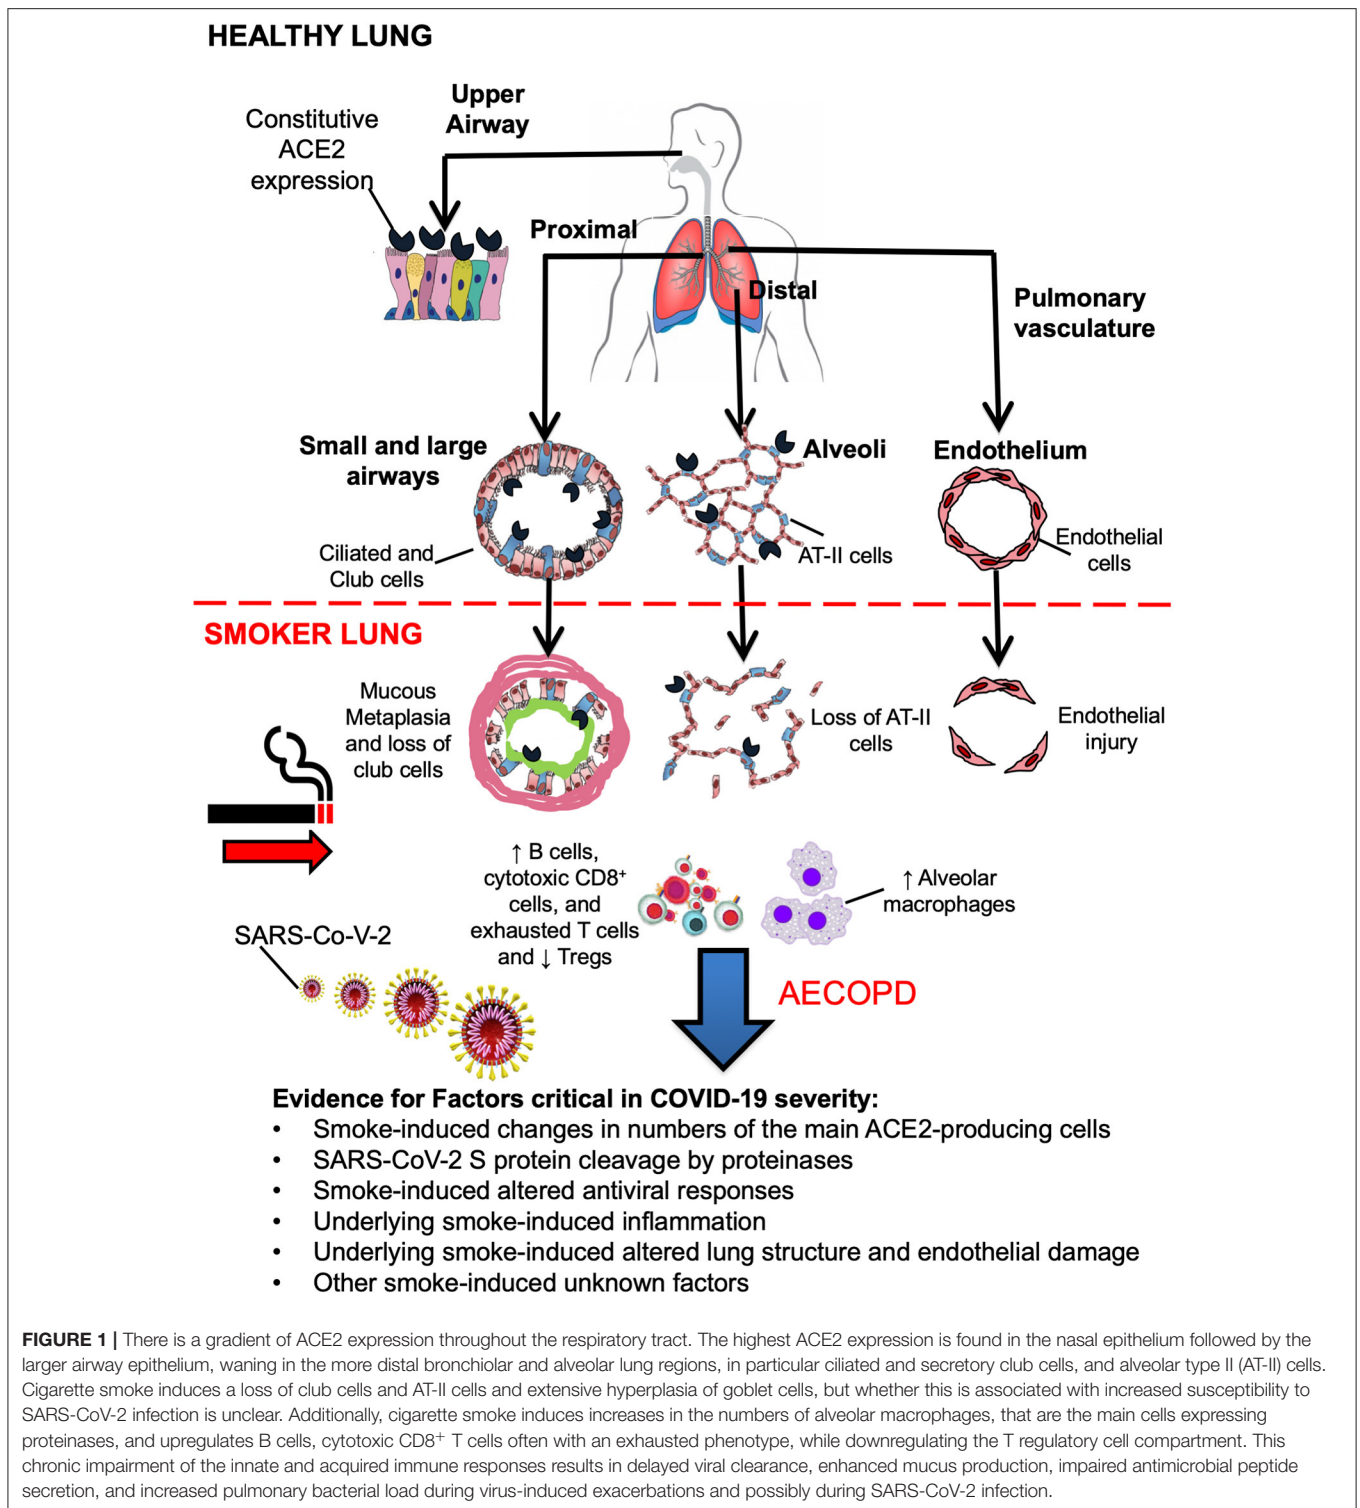 HEALTHY LUNG
Upper
Airway
Constitutive
ACE2
expression
Proximal
Distal
Pulmonary
vasculature
Small and large
airways
Alveoli
Endothelium
Ciliated and
Club cells
AT-II cells
Endothelial
cells
SMOKER LUNG
Mucous
Metaplasia
and loss of
club cells
Loss of AT-II
cells
Endothelial
injury
↑ B cells,
cytotoxic CD8⁺
cells, and
exhausted T cells
and ↓ Tregs
↑ Alveolar
macrophages
SARS-Co-V-2
AECOPD
Evidence for Factors critical in COVID-19 severity:
• Smoke-induced changes in numbers of the main ACE2-producing cells
• SARS-CoV-2 S protein cleavage by proteinases
• Smoke-induced altered antiviral responses
• Underlying smoke-induced inflammation
• Underlying smoke-induced altered lung structure and endothelial damage
• Other smoke-induced unknown factors
FIGURE 1 | There is a gradient of ACE2 expression throughout the respiratory tract. The highest ACE2 expression is found in the nasal epithelium followed by the
larger airway epithelium, waning in the more distal bronchiolar and alveolar lung regions, in particular ciliated and secretory club cells, and alveolar type II (AT-II) cells.
Cigarette smoke induces a loss of club cells and AT-II cells and extensive hyperplasia of goblet cells, but whether this is associated with increased susceptibility to
SARS-CoV-2 infection is unclear. Additionally, cigarette smoke induces increases in the numbers of alveolar macrophages, that are the main cells expressing
proteinases, and upregulates B cells, cytotoxic CD8⁺ T cells often with an exhausted phenotype, while downregulating the T regulatory cell compartment. This
chronic impairment of the innate and acquired immune responses results in delayed viral clearance, enhanced mucus production, impaired antimicrobial peptide
secretion, and increased pulmonary bacterial load during virus-induced exacerbations and possibly during SARS-CoV-2 infection.